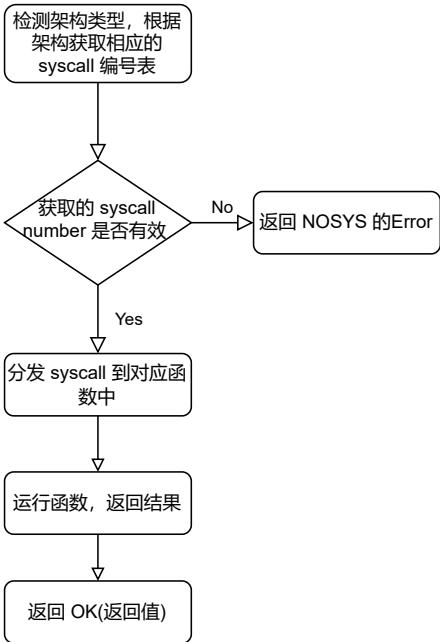 检测架构类型，根据
架构获取相应的
syscall 编号表
获取的 syscall
number 是否有效
No
返回 NOSYS 的Error
Yes
分发 syscall 到对应函
数中
运行函数，返回结果
返回 OK(返回值)